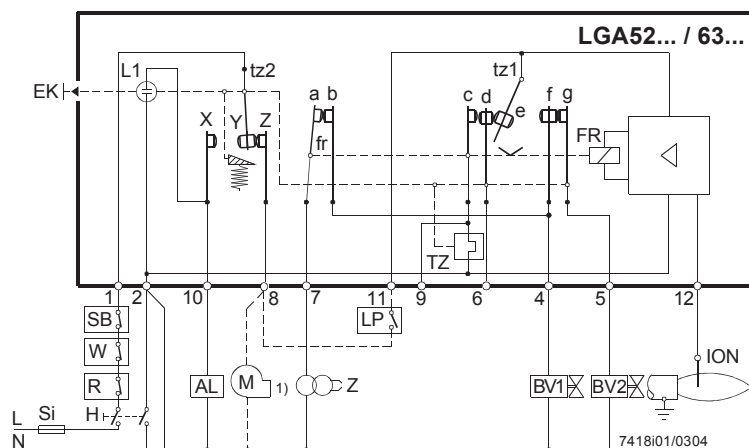 LGA52... / 63...
L1
tz2
tz1
EK
a b
c d e f g
X Y Z
fr
FR
TZ
1 2 10 8 7 11 9 6 4 5 12
SB
LP
W
ION
R
AL
M
1)
Z
BV1
BV2
L
Si
H
N
7418i01/0304